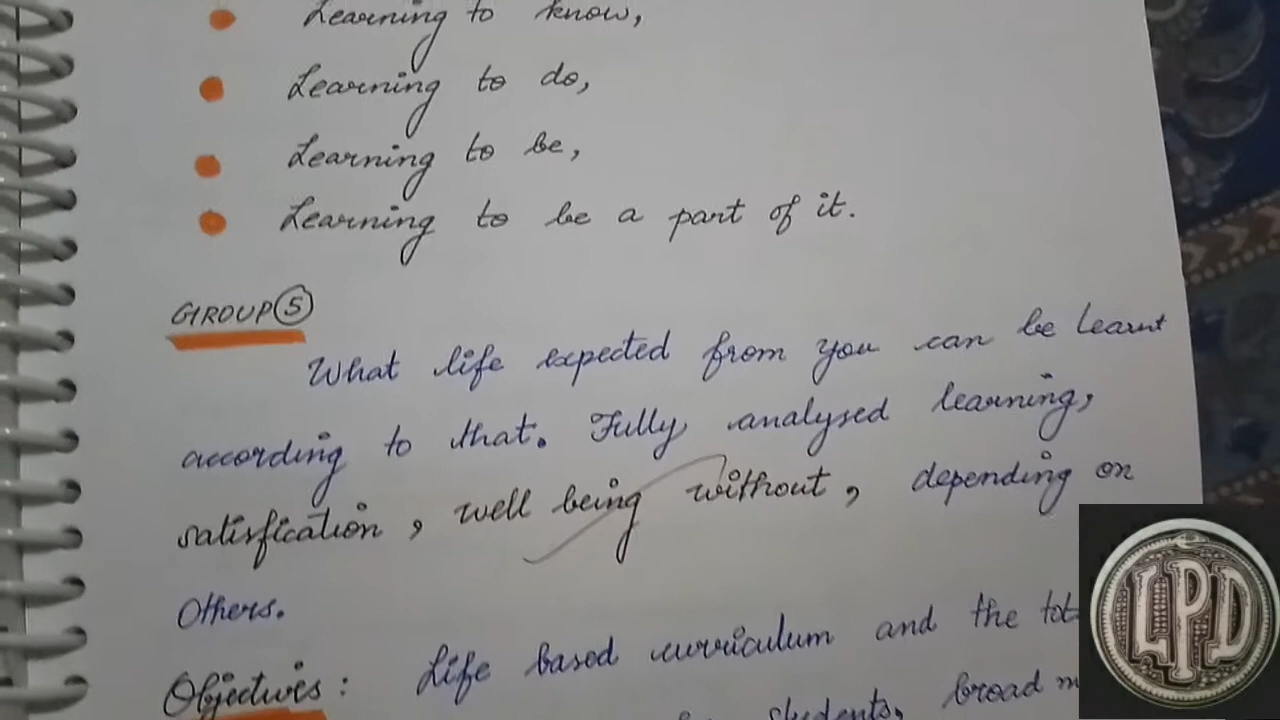 Learning to know,
Learning to do,
Learning to be,
Learning to be a part of it.
GROUP 5
What life expected from you can be learnt
according to that. Fully analysed learning,
satisfication, well being without, depending on
Others.
Objectives: Life based curriculum and the
students, broad
LPD